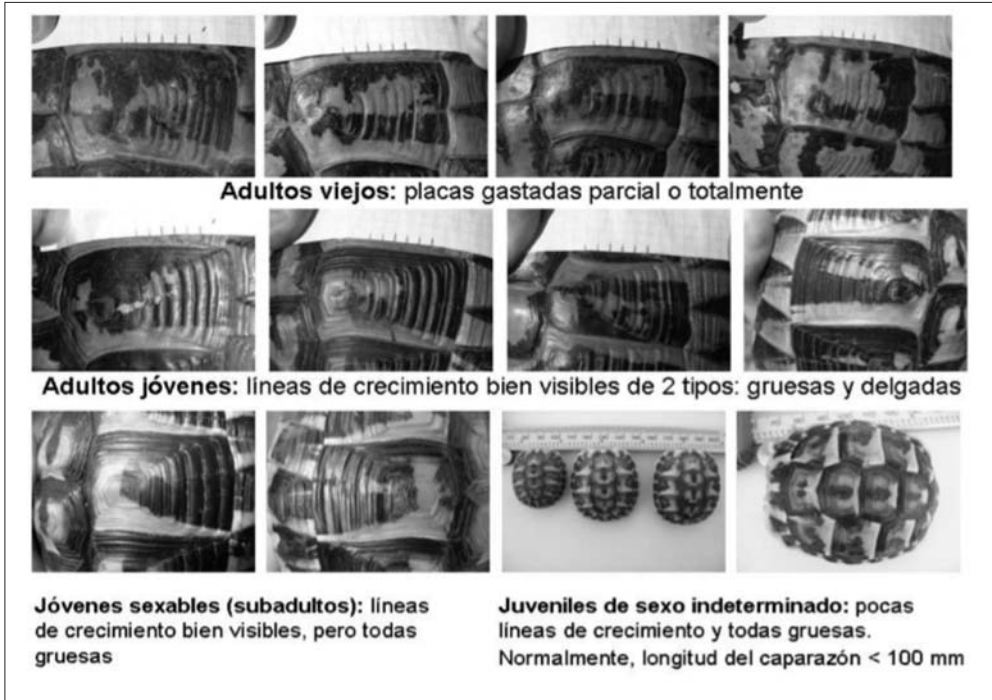 Adultos viejos: placas gastadas parcial o totalmente
Adultos jóvenes: líneas de crecimiento bien visibles de 2 tipos: gruesas y delgadas
Jóvenes sexables (subadultos): líneas
de crecimiento bien visibles, pero todas
gruesas
Juveniles de sexo indeterminado: pocas
líneas de crecimiento y todas gruesas.
Normalmente, longitud del caparazón < 100 mm